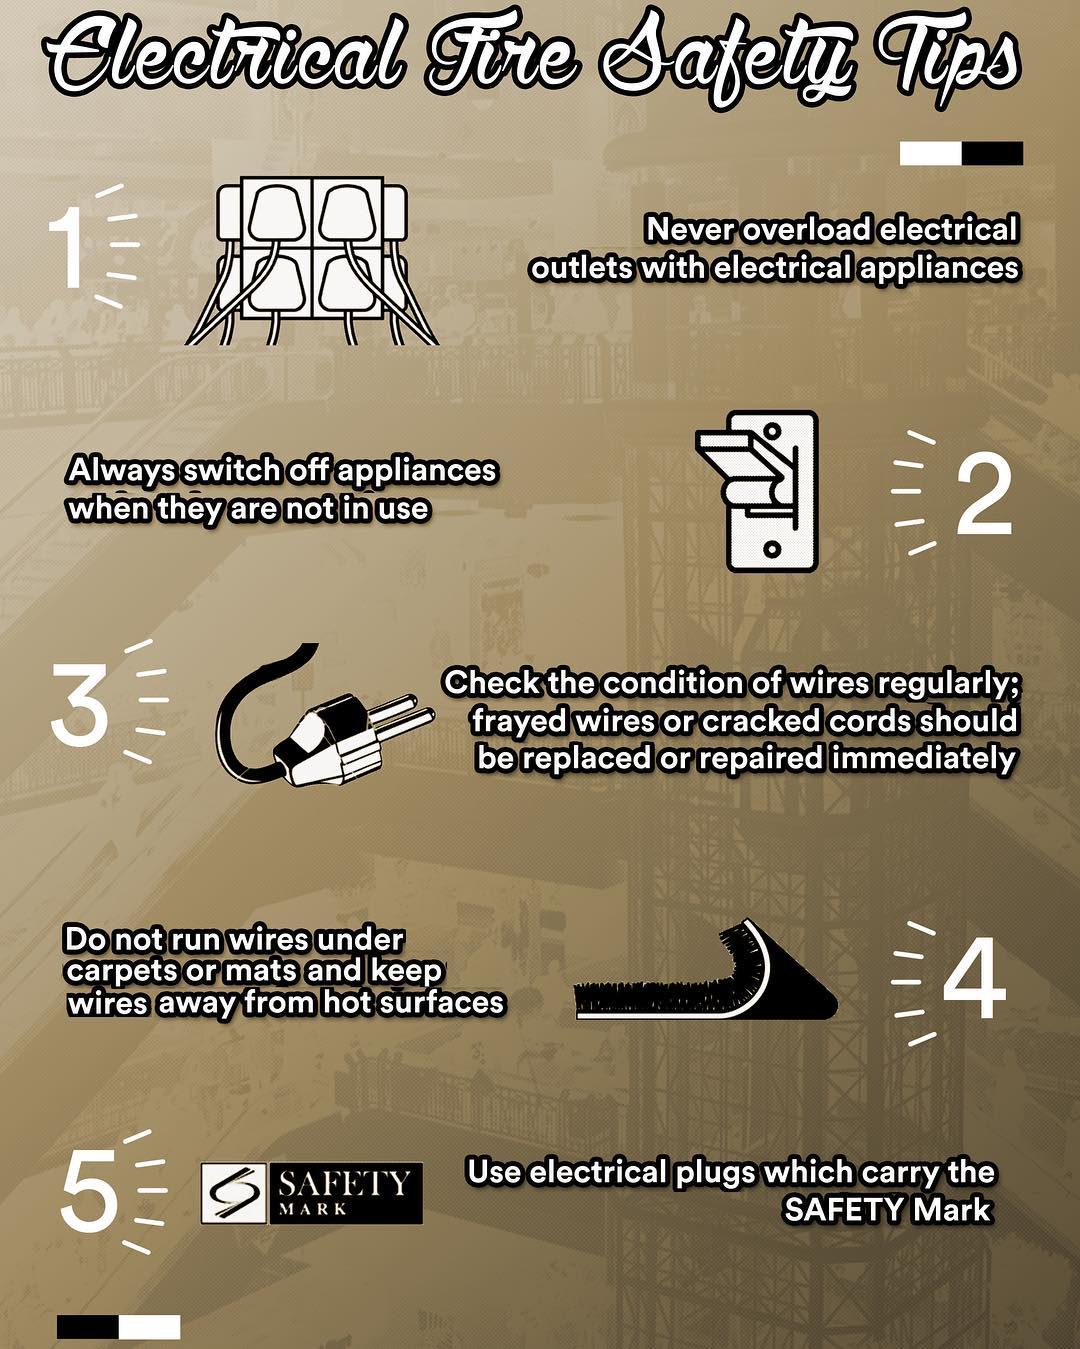 Electrical Fire Safety Tips
1
Never overload electrical
outlets with electrical appliances
Always switch off appliances
when they are not in use
2
3
Check the condition of wires regularly;
frayed wires or cracked cords should
be replaced or repaired immediately
Do not run wires under
carpets or mats and keep
wires away from hot surfaces
4
5
SAFETY
MARK
Use electrical plugs which carry the
SAFETY Mark